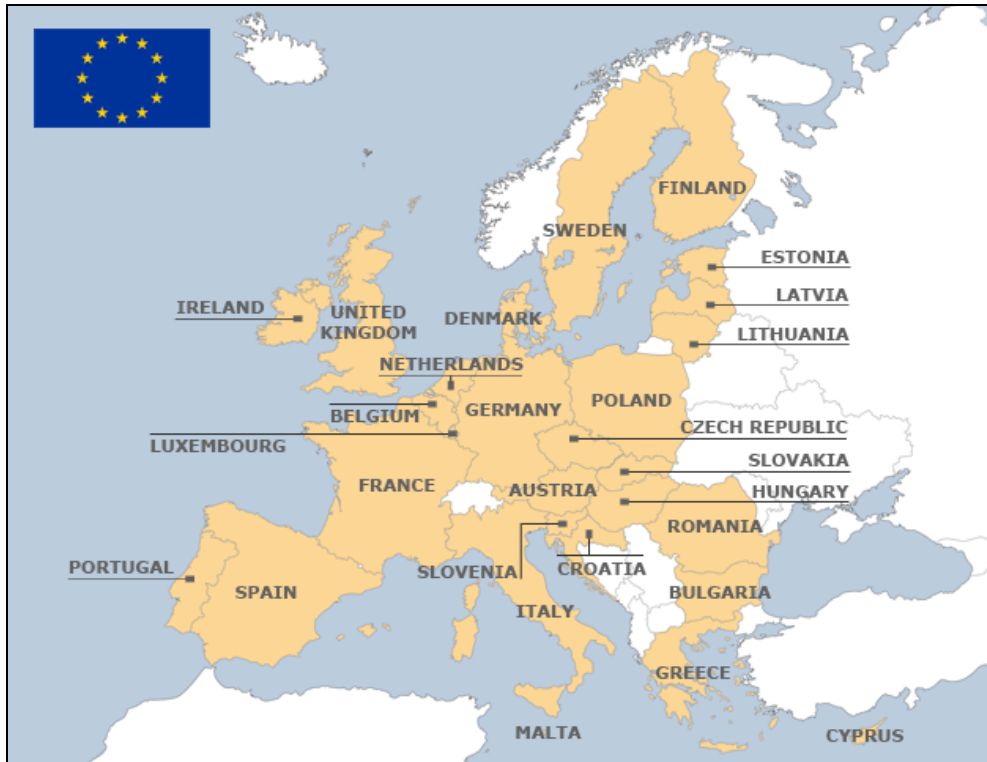 FINLAND
SWEDEN
ESTONIA
LATVIA
IRELAND
UNITED
KINGDOM
DENMARK
LITHUANIA
NETHERLANDS
BELGIUM
GERMANY
POLAND
CZECH REPUBLIC
LUXEMBOURG
SLOVAKIA
FRANCE
AUSTRIA
HUNGARY
ROMANIA
PORTUGAL
SLOVENIA
CROATIA
SPAIN
BULGARIA
ITALY
GREECE
MALTA
CYPRUS